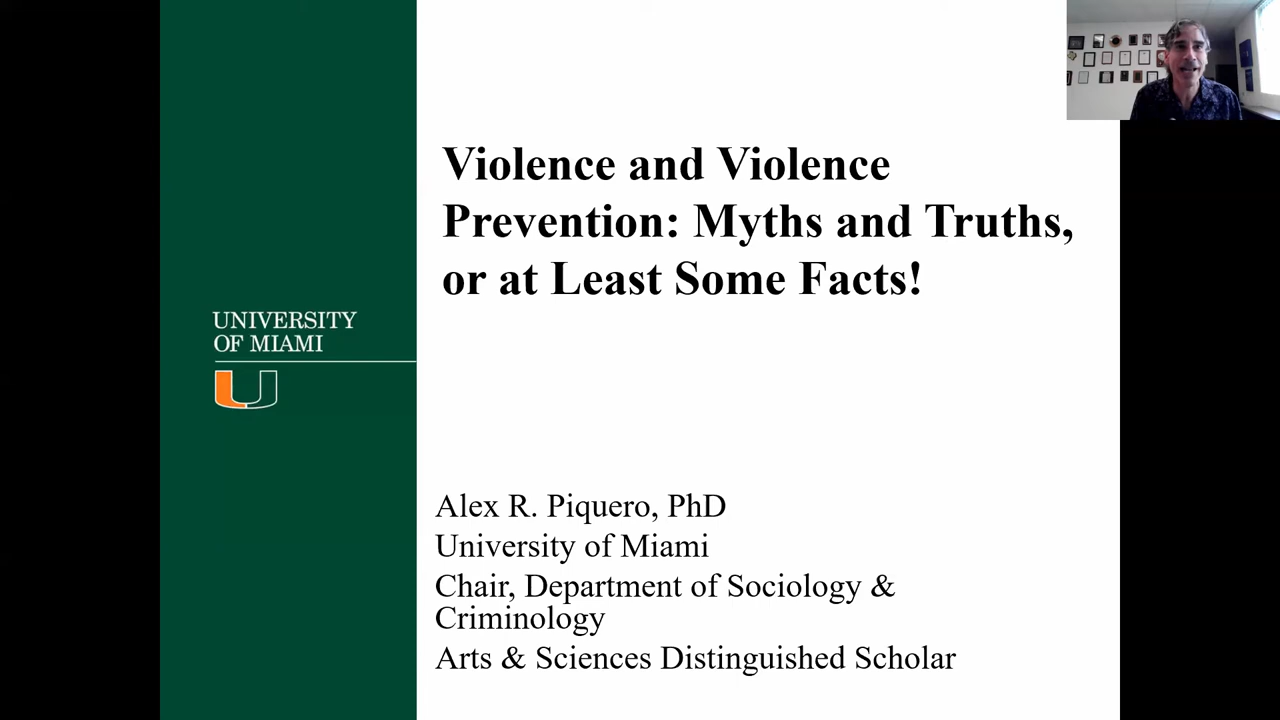 Violence and Violence
Prevention: Myths and Truths,
or at Least Some Facts!
UNIVERSITY
OF MIAMI
Alex R. Piquero, PhD
University of Miami
Chair, Department of Sociology &
Criminology
Arts & Sciences Distinguished Scholar